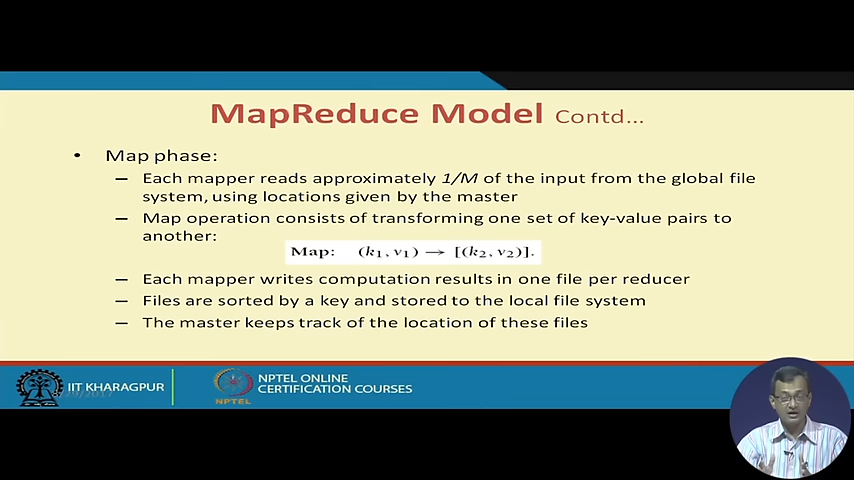 MapReduce Model Contd...
• Map phase:
– Each mapper reads approximately 1/M of the input from the global file
system, using locations given by the master
– Map operation consists of transforming one set of key-value pairs to
another:
Map: (k1, v1) → [(k2, v2)].
– Each mapper writes computation results in one file per reducer
– Files are sorted by a key and stored to the local file system
– The master keeps track of the location of these files
IIT KHARAGPUR
NPTEL
NPTEL ONLINE
CERTIFICATION COURSES